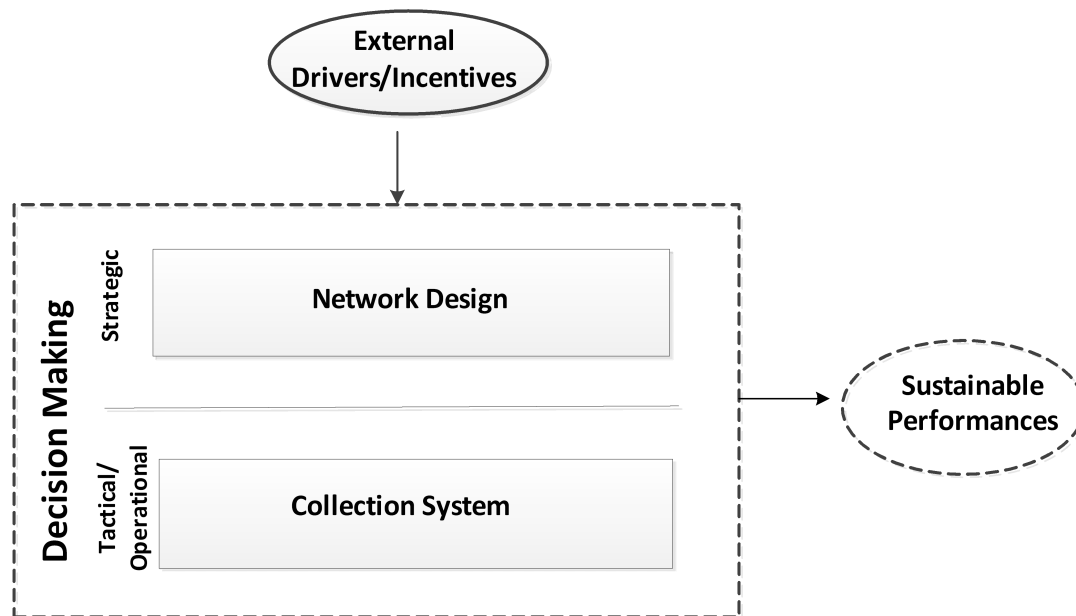 External
Drivers/Incentives
Decision Making
Strategic
Network Design
Tactical/
Operational
Collection System
Sustainable
Performances